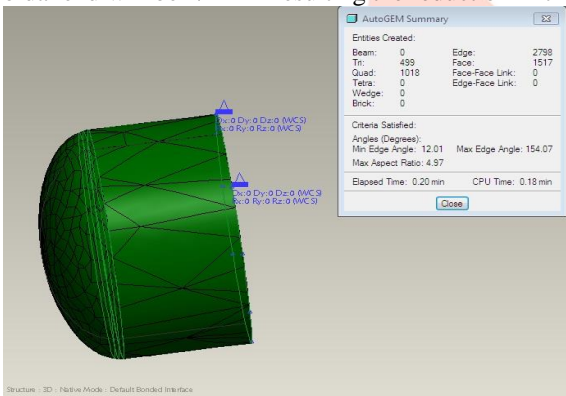 AutoGEM Summary
Entities Created:
Beam: 0 Edge: 2798
Tri: 499 Face: 1517
Quad: 1018 Face-Face Link: 0
Tetra: 0 Edge-Face Link: 0
Wedge: 0
Brick: 0
Criteria Satisfied:
Angles (Degrees):
Min Edge Angle: 12.01 Max Edge Angle: 154.07
Max Aspect Ratio: 4.97
Elapsed Time: 0.20 min CPU Time: 0.18 min
Close
Dx:0 Dy:0 Dz:0 (WCS)
Rx:0 Ry:0 Rz:0 (WCS)
Dx:0 Dy:0 Dz:0 (WCS)
Rx:0 Ry:0 Rz:0 (WCS)
Structure : 3D : Native Mode : Default Bonded Interface